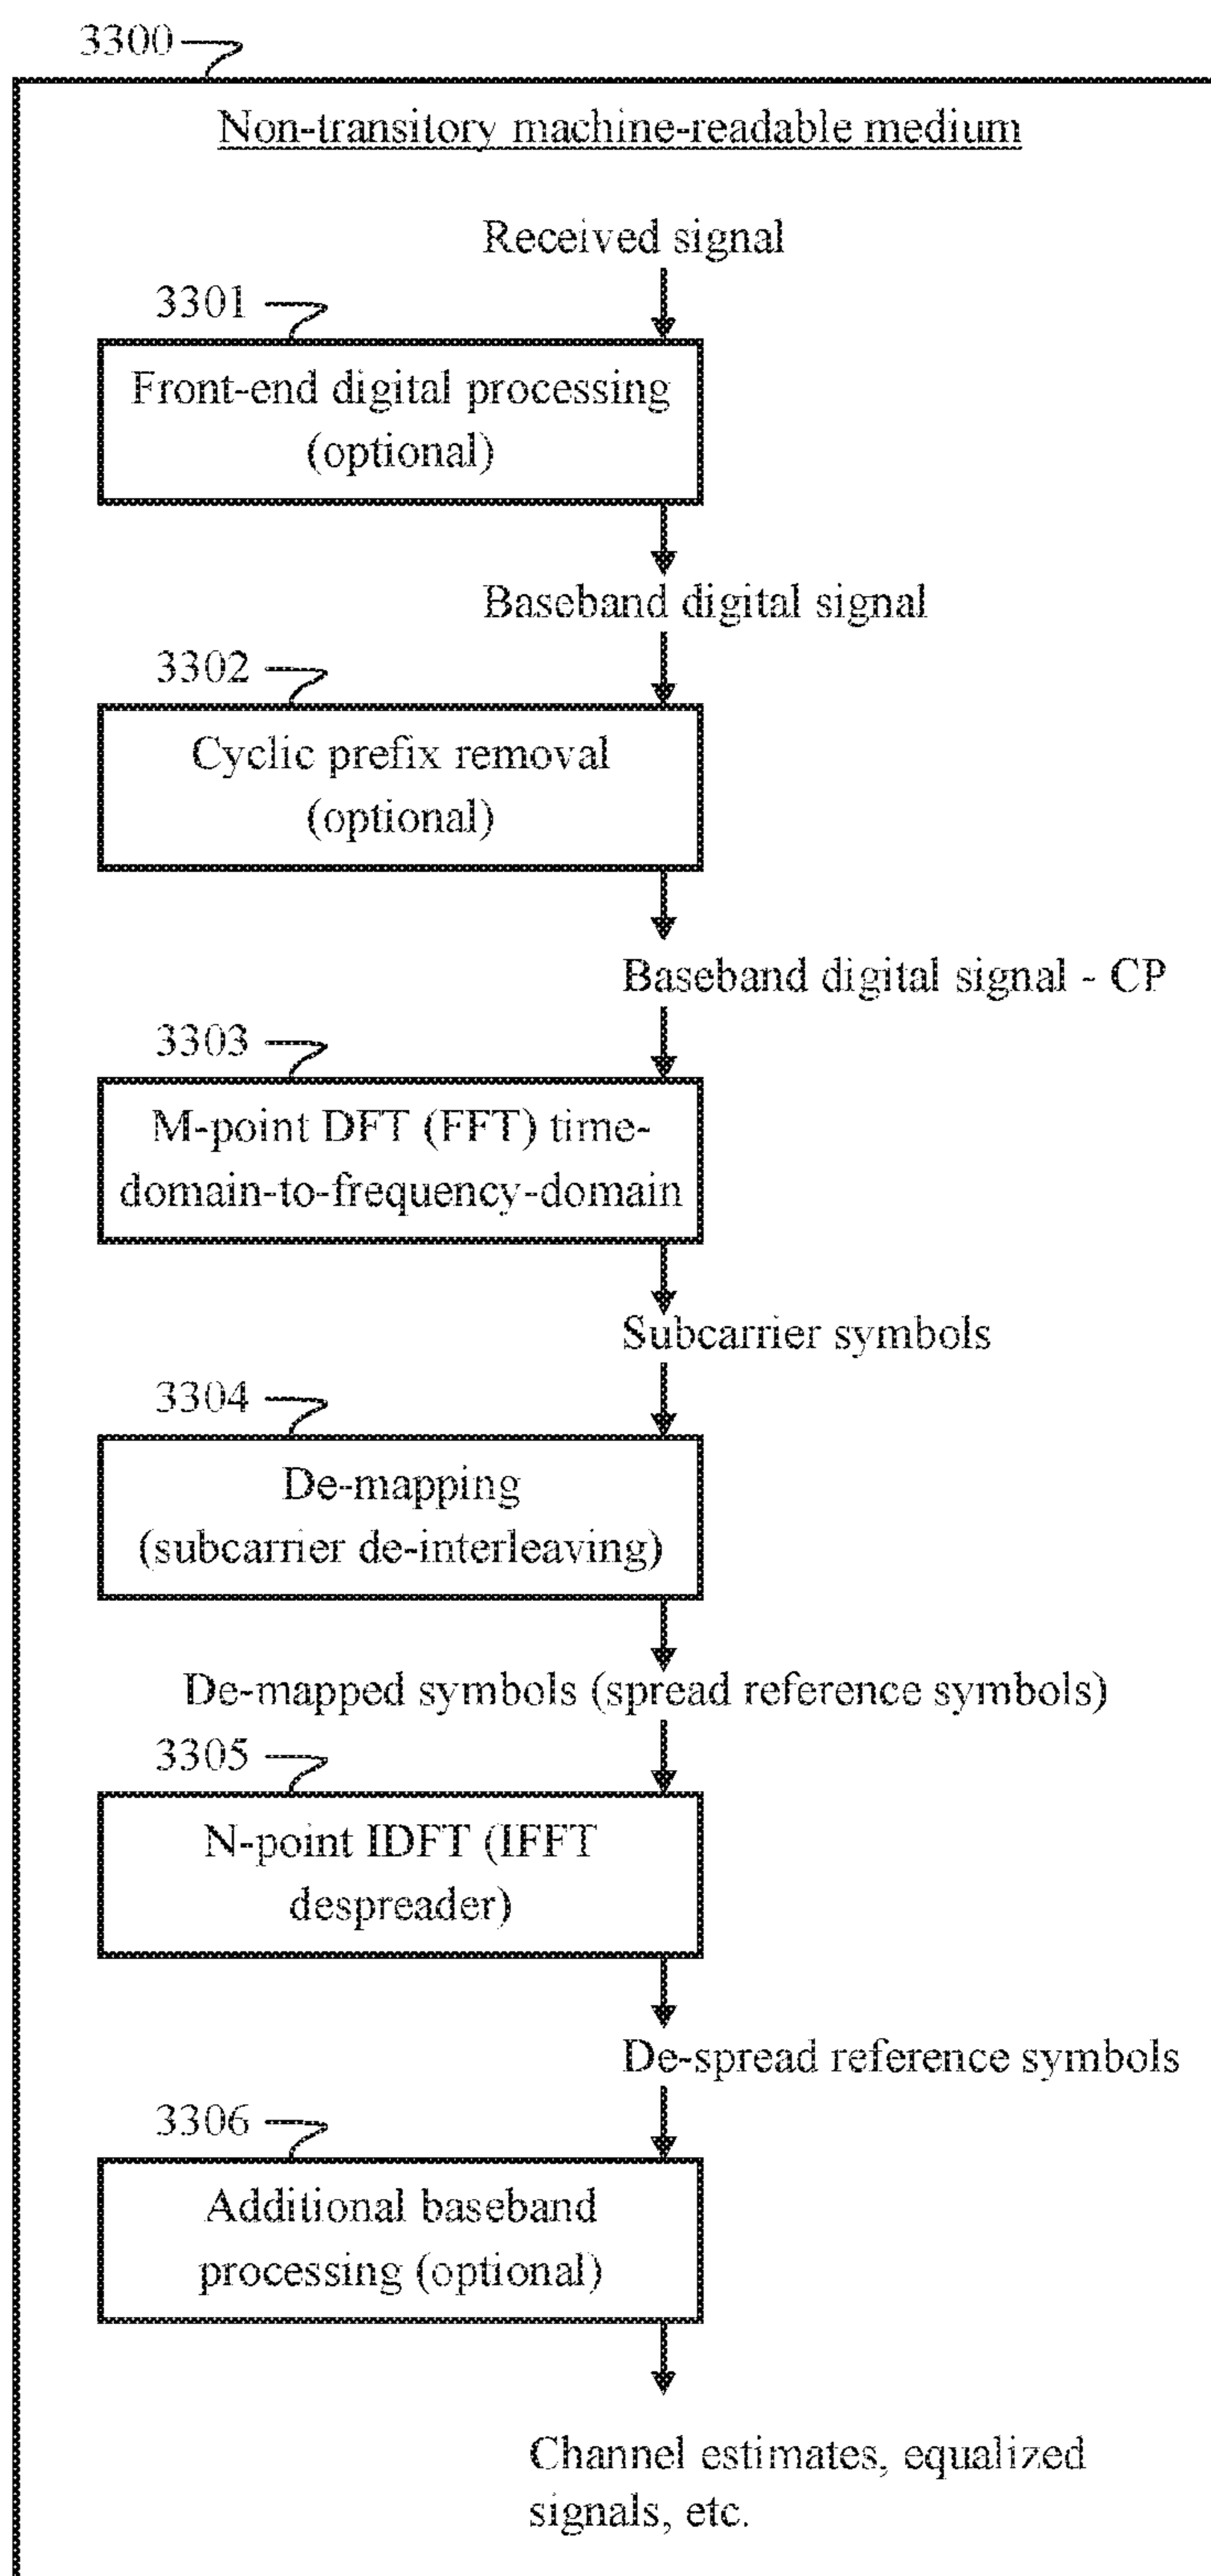 3300
Non-transitory machine-readable medium
Received signal
3301
Front-end digital processing
(optional)
Baseband digital signal
3302
Cyclic prefix removal
(optional)
Baseband digital signal - CP
3303
M-point DFT (FFT) time-
domain-to-frequency-domain
Subcarrier symbols
3304
De-mapping
(subcarrier de-interleaving)
De-mapped symbols (spread reference symbols)
3305
N-point IDFT (IFFT
despreader)
De-spread reference symbols
3306
Additional baseband
processing (optional)
Channel estimates, equalized
signals, etc.